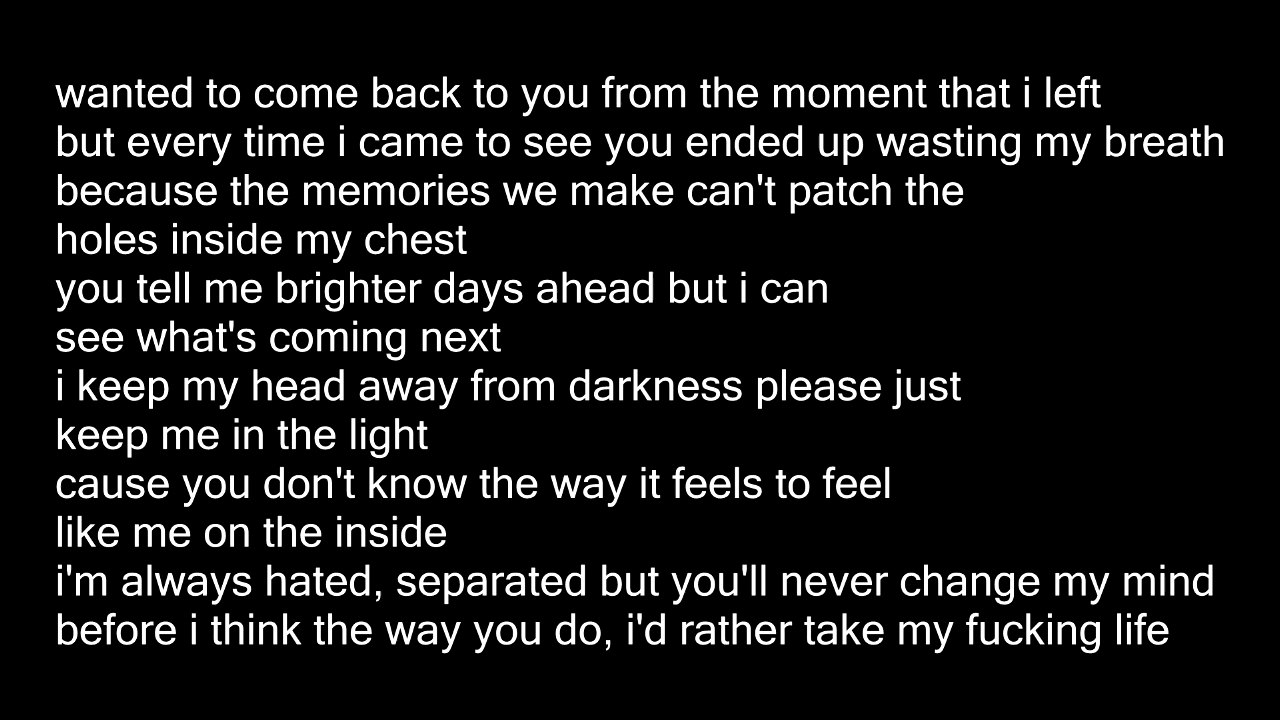 wanted to come back to you from the moment that i left
but every time i came to see you ended up wasting my breath
because the memories we make can't patch the
holes inside my chest
you tell me brighter days ahead but i can
see what's coming next
i keep my head away from darkness please just
keep me in the light
cause you don't know the way it feels to feel
like me on the inside
i'm always hated, separated but you'll never change my mind
before i think the way you do, i'd rather take my fucking life